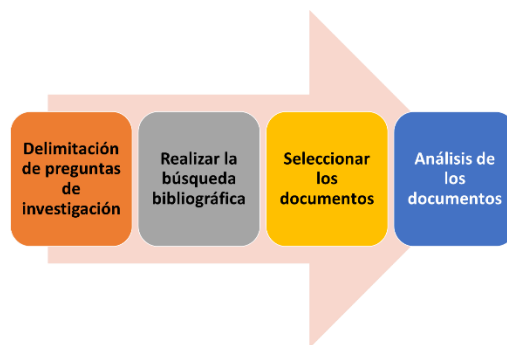 Delimitación
de preguntas
de
investigación
Realizar la
búsqueda
bibliográfica
Seleccionar
los
documentos
Análisis de
los
documentos